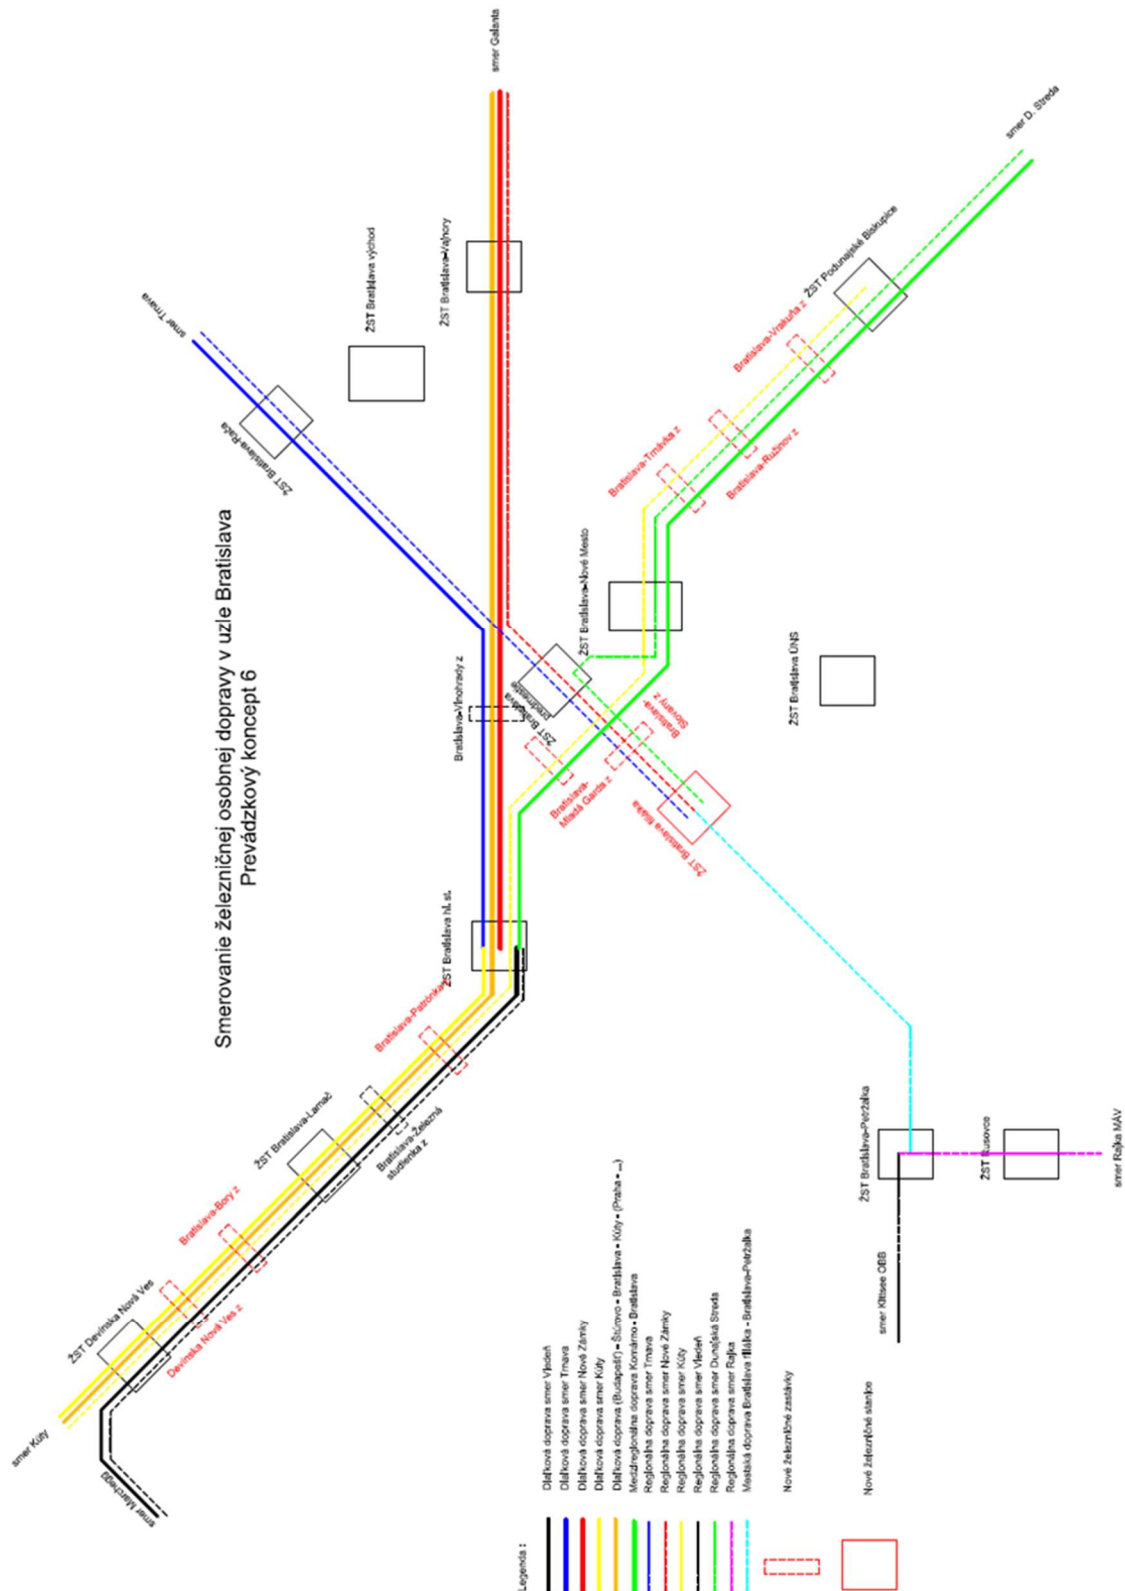 Smerovanie železničnej osobnej dopravy v uzle Bratislava
Prevádzkový koncept 6
smer Kúty
smer Marchegg
ŽST Devínska Nová Ves
Devínska Nová Ves z
Bratislava-Bory z
ŽST Bratislava-Lamač
Bratislava-Železná
studienka z
Bratislava-Patrónka
ŽST Bratislava hl. st.
Bratislava-Vinohrady z
ŽST Bratislava
predmestie
Bratislava-
Mladá Garda z
Bratislava-
Slovany z
ŽST Bratislava filiálka
ŽST Bratislava-Nové Mesto
ŽST Bratislava ÚNS
smer Trnava
ŽST Bratislava-Rača
ŽST Bratislava východ
ŽST Bratislava-Vajnory
smer Galanta
Bratislava-Trnávka z
Bratislava-Ružinov z
Bratislava-Vrakuňa z
ŽST Podunajské Biskupice
smer D. Streda
ŽST Bratislava-Petržalka
ŽST Rusovce
smer Rajka MÁV
smer Kittsee OBB
Legenda :
Diaľková doprava smer Viedeň
Diaľková doprava smer Trnava
Diaľková doprava smer Nové Zámky
Diaľková doprava smer Kúty
Diaľková doprava (Budapešť) - Štúrovo - Bratislava - Kúty - (Praha - ...)
Medziregionálna doprava Komárno - Bratislava
Regionálna doprava smer Trnava
Regionálna doprava smer Nové Zámky
Regionálna doprava smer Kúty
Regionálna doprava smer Viedeň
Regionálna doprava smer Dunajská Streda
Regionálna doprava smer Rajka
Mestská doprava Bratislava filiálka - Bratislava-Petržalka
Nové železničné zastávky
Nové železničné stanice